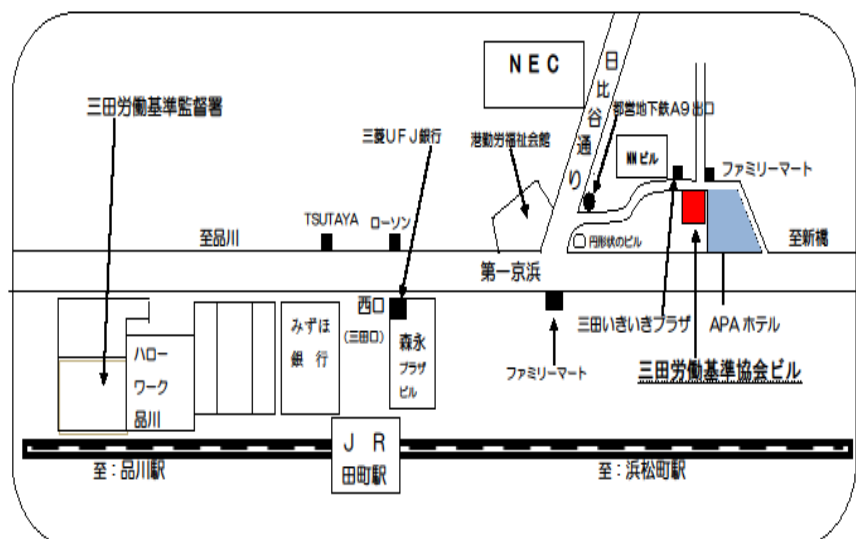 NEC
日比谷通り
三田労働基準監督署
三菱UFJ銀行
港勤労福祉会館
都営地下鉄A9出口
NNビル
ファミリーマート
TSUTAYA
ローソン
至品川
円形状のビル
至新橋
第一京浜
西口
(三田口)
みずほ
銀行
森永
プラザ
ビル
三田いきいきプラザ
APAホテル
ハロー
ワーク
品川
ファミリーマート
三田労働基準協会ビル
JR
田町駅
至：品川駅
至：浜松町駅